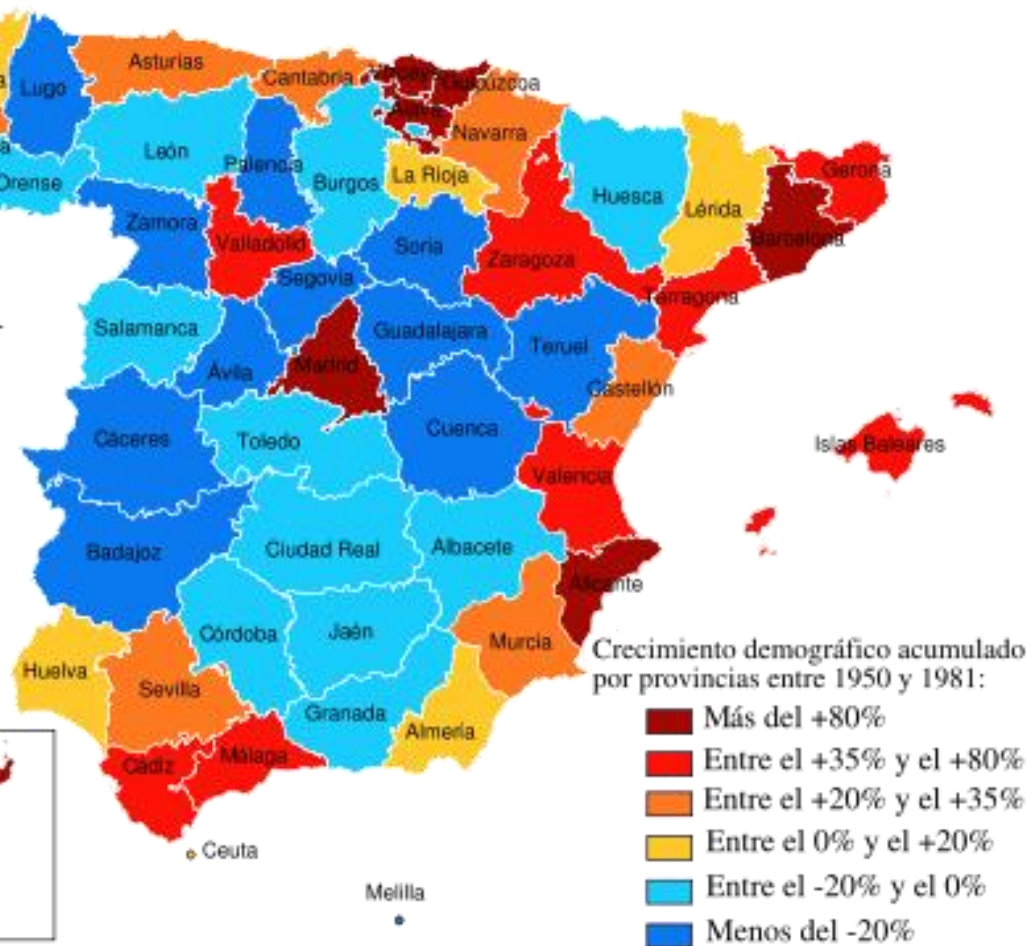 Asturias
Cantabria
Vizcaya
Guipúzcoa
Lugo
Álava
Navarra
León
Palencia
Burgos
La Rioja
Orense
Huesca
Lérida
Gerona
Barcelona
Zamora
Valladolid
Soria
Zaragoza
Segovia
Tarragona
Salamanca
Guadalajara
Teruel
Ávila
Madrid
Castellón
Cáceres
Toledo
Cuenca
Islas Baleares
Valencia
Badajoz
Ciudad Real
Albacete
Alicante
Córdoba
Jaén
Murcia
Huelva
Sevilla
Granada
Almería
Cádiz
Málaga
Ceuta
Melilla
Crecimiento demográfico acumulado
por provincias entre 1950 y 1981:
Más del +80%
Entre el +35% y el +80%
Entre el +20% y el +35%
Entre el 0% y el +20%
Entre el -20% y el 0%
Menos del -20%